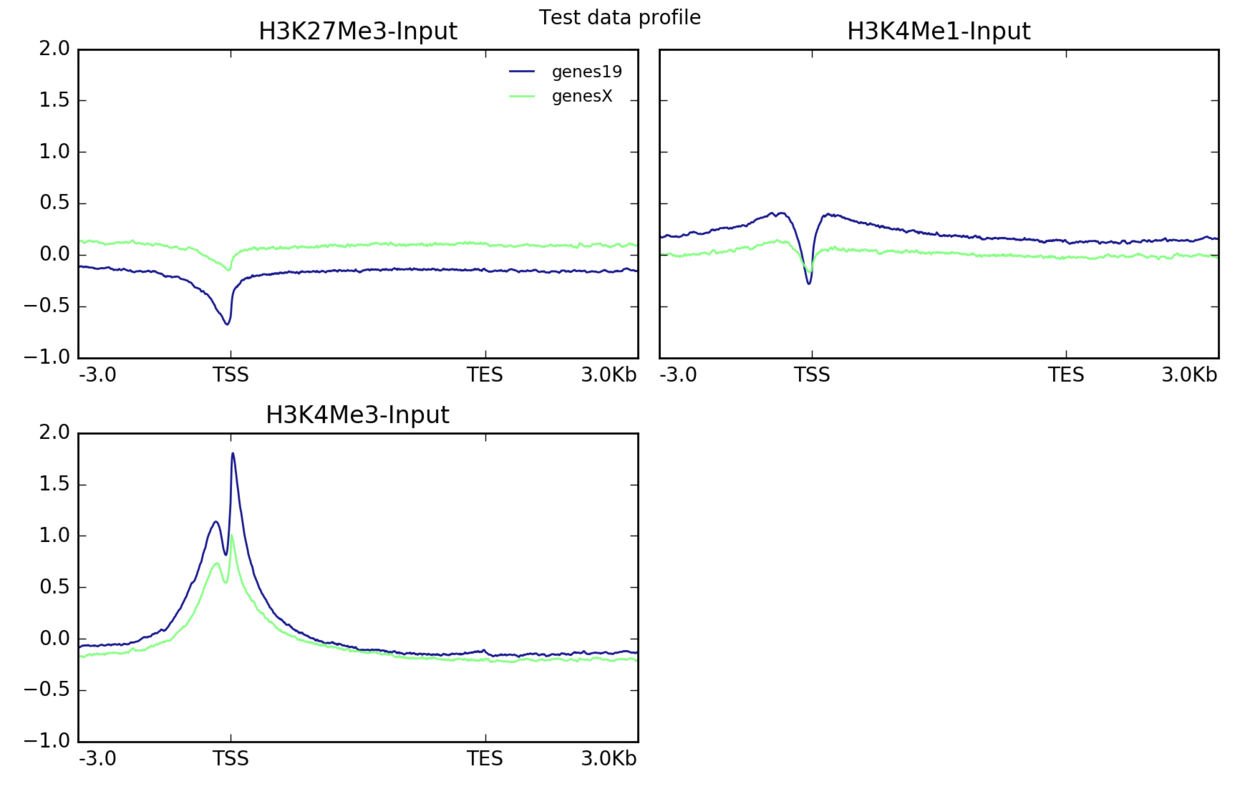 Test data profile
H3K27Me3-Input
H3K4Me1-Input
2.0
1.5
1.0
0.5
0.0
−0.5
−1.0
genes19
genesX
-3.0 TSS TES 3.0Kb
-3.0 TSS TES 3.0Kb
H3K4Me3-Input
2.0
1.5
1.0
0.5
0.0
−0.5
−1.0
-3.0 TSS TES 3.0Kb